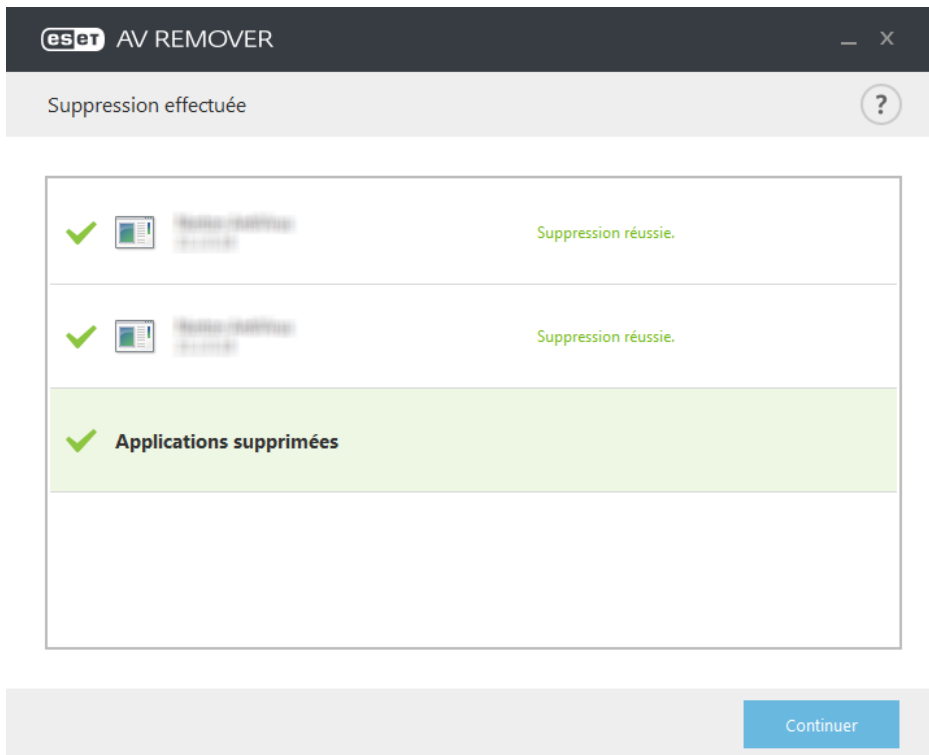 eset AV REMOVER
Suppression effectuée
?
Suppression réussie.
Suppression réussie.
Applications supprimées
Continuer